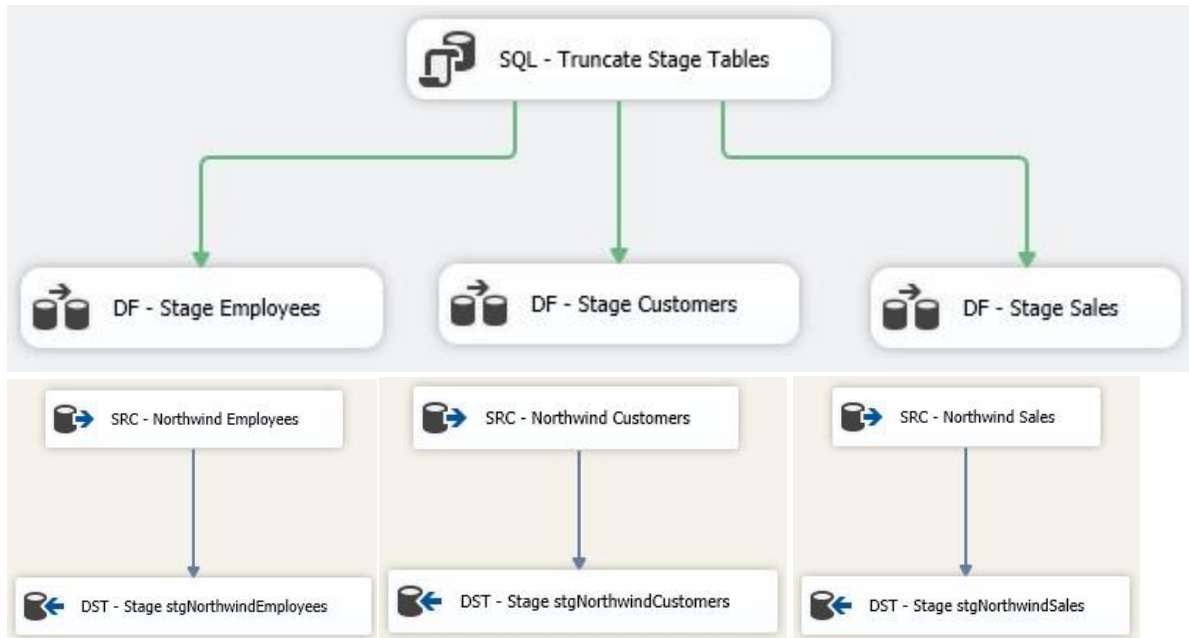 SQL - Truncate Stage Tables
DF - Stage Employees
DF - Stage Customers
DF - Stage Sales
SRC - Northwind Employees
SRC - Northwind Customers
SRC - Northwind Sales
DST - Stage stgNorthwindEmployees
DST - Stage stgNorthwindCustomers
DST - Stage stgNorthwindSales